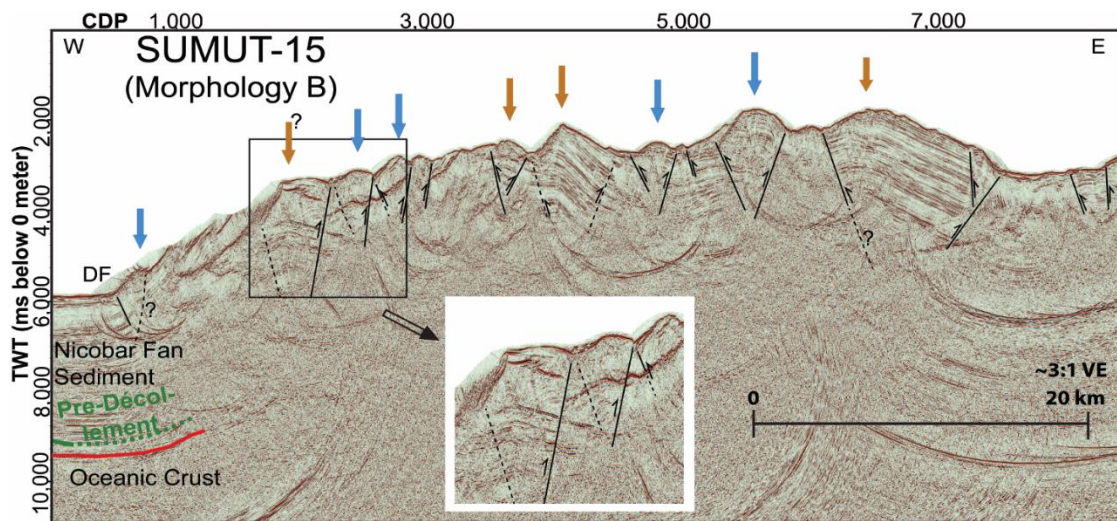 CDP 1,000 3,000 5,000 7,000
W E
SUMUT-15
(Morphology B)
TWT (ms below 0 meter)
2,000
4,000
6,000
8,000
10,000
?
DF
?
?
Nicobar Fan
Sediment
Pre-Décol-
lement
Oceanic Crust
~3:1 VE
0 20 km